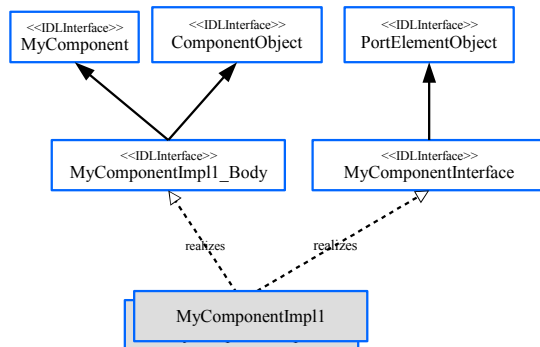 <<IDLInterface>>
MyComponent
<<IDLInterface>>
ComponentObject
<<IDLInterface>>
PortElementObject
<<IDLInterface>>
MyComponentImpl1_Body
<<IDLInterface>>
MyComponentInterface
realizes
realizes
MyComponentImpl1